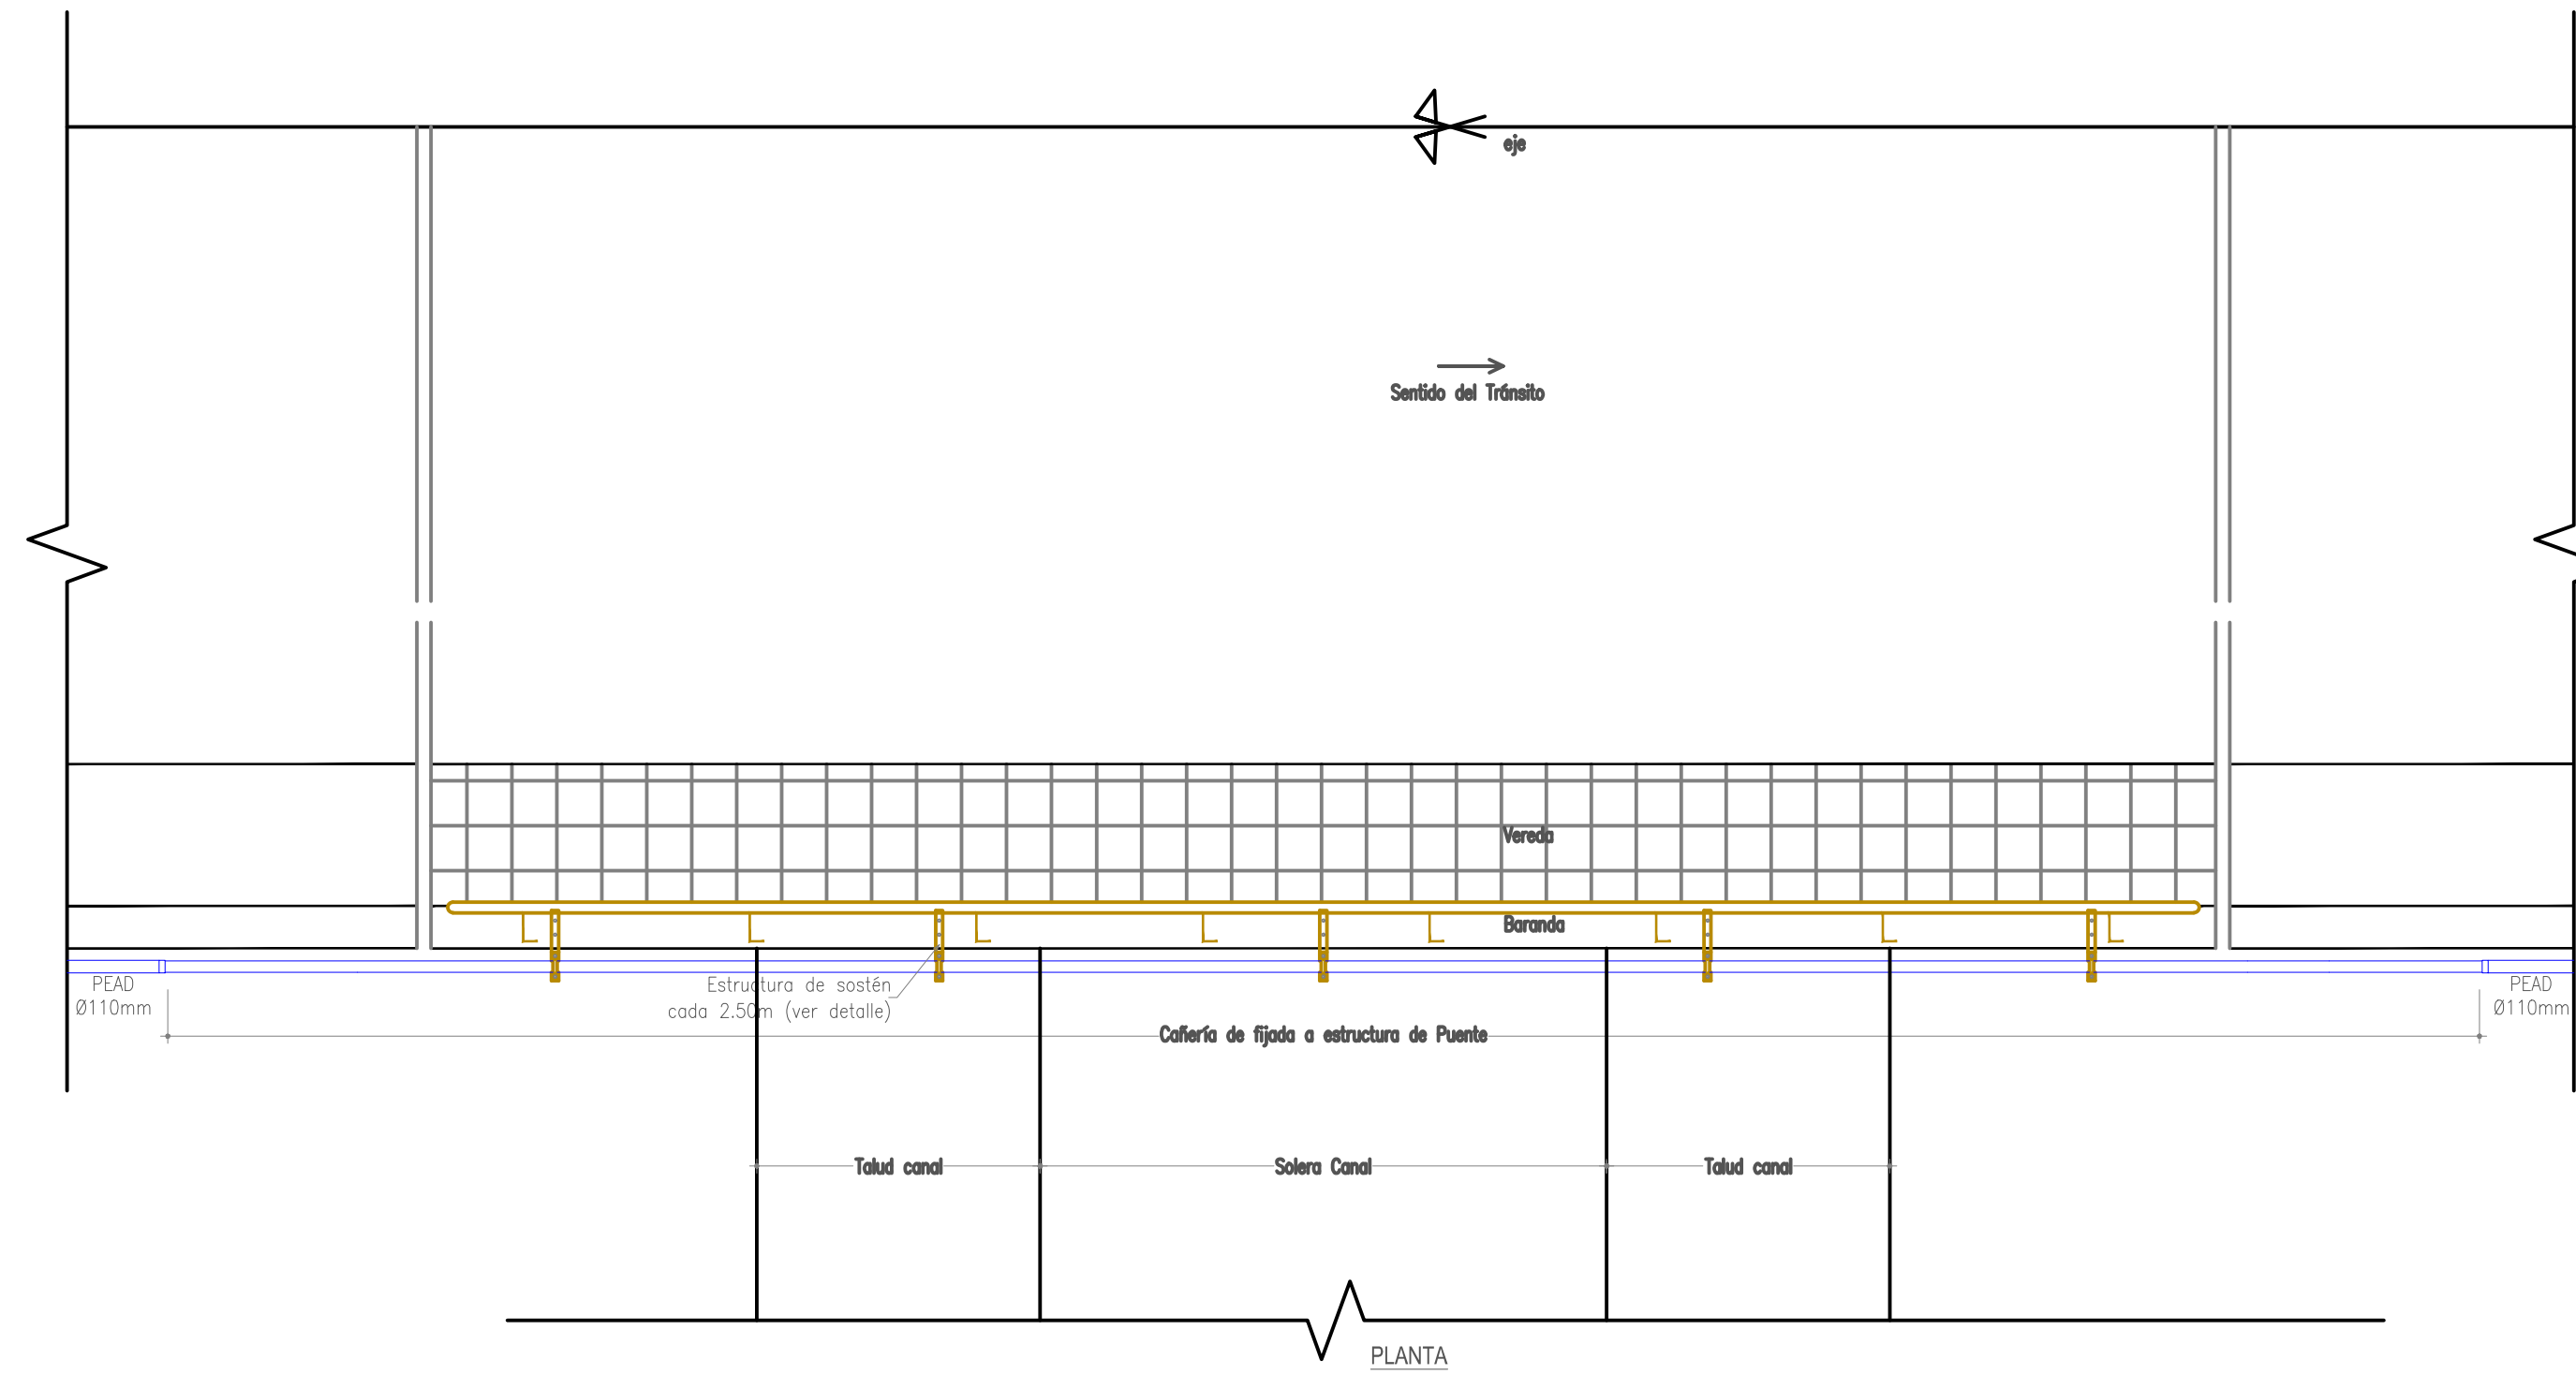 eje
Sentido del Tránsito
Vereda
Baranda
PEAD
Ø110mm
Estructura de sostén
cada 2.50m (ver detalle)
PEAD
Ø110mm
Cañería de fijada a estructura de Puente
Talud canal
Solera Canal
Talud canal
PLANTA